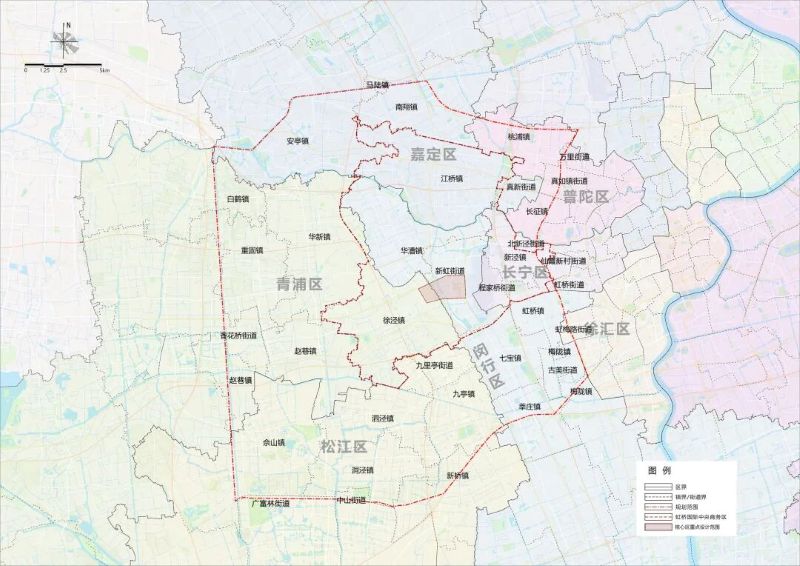 N
0 1.25 2.5 5km
马陆镇
南翔镇
安亭镇
嘉定区
桃浦镇
万里街道
江桥镇
真新街道
真如镇街道
普陀区
白鹤镇
长征镇
重固镇
华新镇
华漕镇
北新泾街道
新泾镇
仙霞新村街道
新虹街道
长宁区
青浦区
程家桥街道
虹桥街道
徐泾镇
虹桥镇
虹梅路街道
徐汇区
香花桥街道
赵巷镇
七宝镇
梅陇镇
闵行区
九里亭街道
古美街道
赵巷镇
九亭镇
梅陇镇
莘庄镇
泗泾镇
佘山镇
松江区
洞泾镇
新桥镇
广富林街道
中山街道
图 例
区界
镇界/街道界
规划范围
虹桥国际中央商务区
核心区重点设计范围